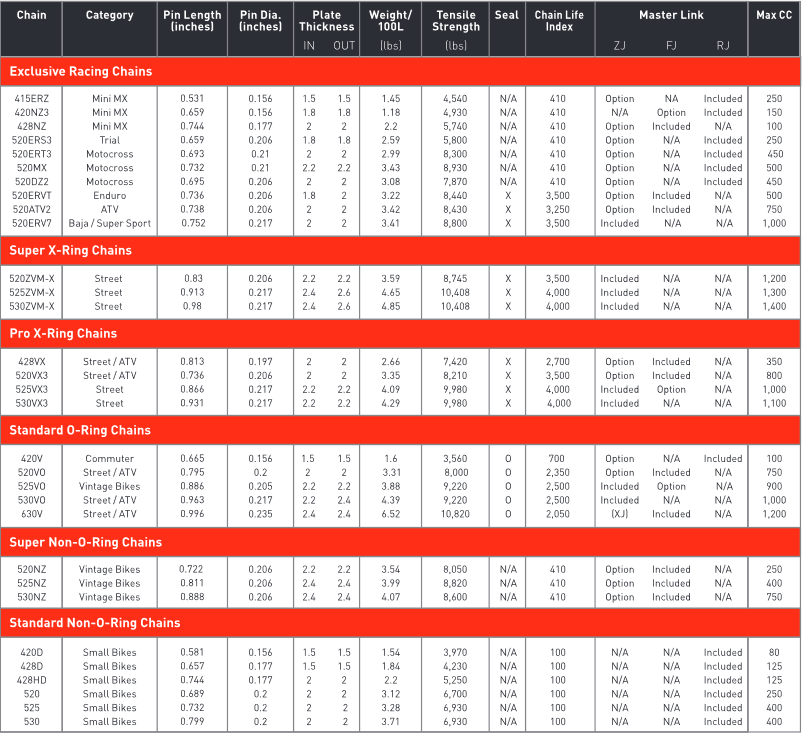 Chain Category Pin Length (inches) Pin Dia. (inches) Plate Thickness Weight/ 100L Tensile Strength Seal Chain Life Index Master Link Max CC
IN OUT (lbs) (lbs) ZJ FJ RJ
Exclusive Racing Chains
415ERZ Mini MX 0.531 0.156 1.5 1.5 1.45 4,540 N/A 410 Option NA Included 250
420NZ3 Mini MX 0.659 0.156 1.8 1.8 1.18 4,930 N/A 410 N/A Option Included 150
428NZ Mini MX 0.744 0.177 2 2 2.2 5,740 N/A 410 Option Included N/A 100
520ERS3 Trial 0.659 0.206 1.8 1.8 2.59 5,800 N/A 410 Option N/A Included 250
520ERT3 Motocross 0.693 0.21 2 2 2.99 8,300 N/A 410 Option N/A Included 450
520MX Motocross 0.732 0.21 2.2 2.2 3.43 8,930 N/A 410 Option N/A Included 500
520DZ2 Motocross 0.695 0.206 2 2 3.08 7,870 N/A 410 Option N/A Included 450
520ERVT Enduro 0.736 0.206 1.8 2 3.22 8,440 X 3,500 Option Included N/A 500
520ATV2 ATV 0.738 0.206 2 2 3.42 8,430 X 3,250 Option Included N/A 750
520ERV7 Baja / Super Sport 0.752 0.217 2 2 3.41 8,800 X 3,500 Included N/A N/A 1,000
Super X-Ring Chains
520ZVM-X Street 0.83 0.206 2.2 2.2 3.59 8,745 X 3,500 Included N/A N/A 1,200
525ZVM-X Street 0.913 0.217 2.4 2.6 4.65 10,408 X 4,000 Included N/A N/A 1,300
530ZVM-X Street 0.98 0.217 2.4 2.6 4.85 10,408 X 4,000 Included N/A N/A 1,400
Pro X-Ring Chains
428VX Street / ATV 0.813 0.197 2 2 2.66 7,420 X 2,700 Option Included N/A 350
520VX3 Street / ATV 0.736 0.206 2 2 3.35 8,210 X 3,500 Option Included N/A 800
525VX3 Street 0.866 0.217 2.2 2.2 4.09 9,980 X 4,000 Included Option N/A 1,000
530VX3 Street 0.931 0.217 2.2 2.2 4.29 9,980 X 4,000 Included N/A N/A 1,100
Standard O-Ring Chains
420V Commuter 0.665 0.156 1.5 1.5 1.6 3,560 O 700 Option N/A Included 100
520VO Street / ATV 0.795 0.2 2 2 3.31 8,000 O 2,350 Option Included N/A 750
525VO Vintage Bikes 0.886 0.205 2.2 2.2 3.88 9,220 O 2,500 Included Option N/A 900
530VO Street / ATV 0.963 0.217 2.2 2.4 4.39 9,220 O 2,500 Included N/A N/A 1,000
630V Street / ATV 0.996 0.235 2.4 2.4 6.52 10,820 O 2,050 (XJ) Included N/A 1,200
Super Non-O-Ring Chains
520NZ Vintage Bikes 0.722 0.206 2.2 2.2 3.54 8,050 N/A 410 Option Included N/A 250
525NZ Vintage Bikes 0.811 0.206 2.4 2.4 3.99 8,820 N/A 410 Option Included N/A 400
530NZ Vintage Bikes 0.888 0.206 2.4 2.4 4.07 8,600 N/A 410 Option Included N/A 750
Standard Non-O-Ring Chains
420D Small Bikes 0.581 0.156 1.5 1.5 1.54 3,970 N/A 100 N/A N/A Included 80
428D Small Bikes 0.657 0.177 1.5 1.5 1.84 4,230 N/A 100 N/A N/A Included 125
428HD Small Bikes 0.744 0.177 2 2 2.2 5,250 N/A 100 N/A N/A Included 125
520 Small Bikes 0.689 0.2 2 2 3.12 6,700 N/A 100 N/A N/A Included 250
525 Small Bikes 0.732 0.2 2 2 3.28 6,930 N/A 100 N/A N/A Included 400
530 Small Bikes 0.799 0.2 2 2 3.71 6,930 N/A 100 N/A N/A Included 400